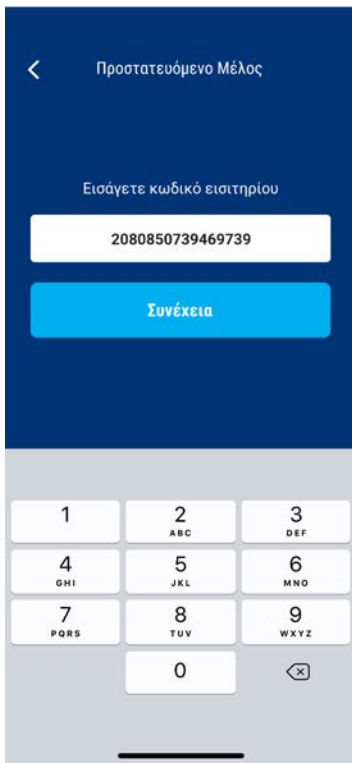 Προστατευόμενο Μέλος
Εισάγετε κωδικό εισιτηρίου
2080850739469739
Συνέχεια
1 2 3
ABC DEF
4 5 6
GHI JKL MNO
7 8 9
PQRS TUV WXYZ
0